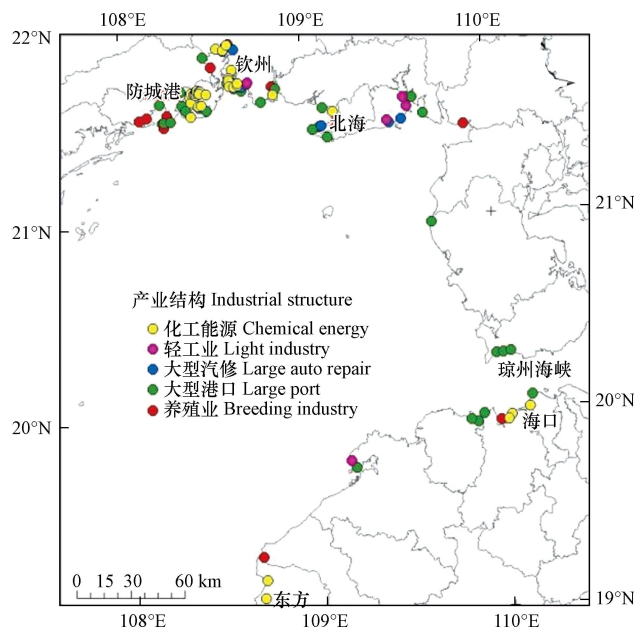 108°E 109°E 110°E
22°N
钦州
防城港
北海
21°N
21°N
产业结构 Industrial structure
化工能源 Chemical energy
轻工业 Light industry
大型汽修 Large auto repair
大型港口 Large port
养殖业 Breeding industry
琼州海峡
20°N
海口
20°N
0 15 30 60 km
东方
19°N
108°E 109°E 110°E